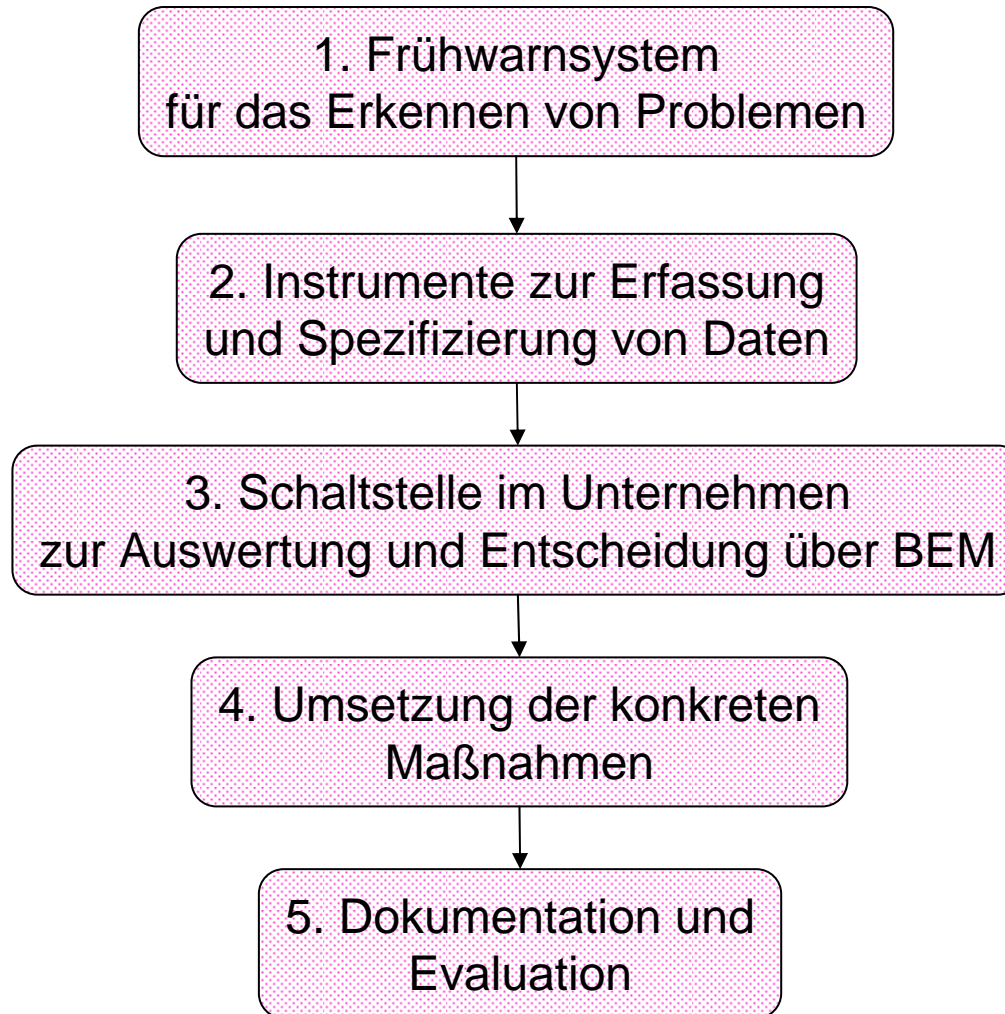 1. Frühwarnsystem
für das Erkennen von Problemen
2. Instrumente zur Erfassung
und Spezifizierung von Daten
3. Schaltstelle im Unternehmen
zur Auswertung und Entscheidung über BEM
4. Umsetzung der konkreten
Maßnahmen
5. Dokumentation und
Evaluation